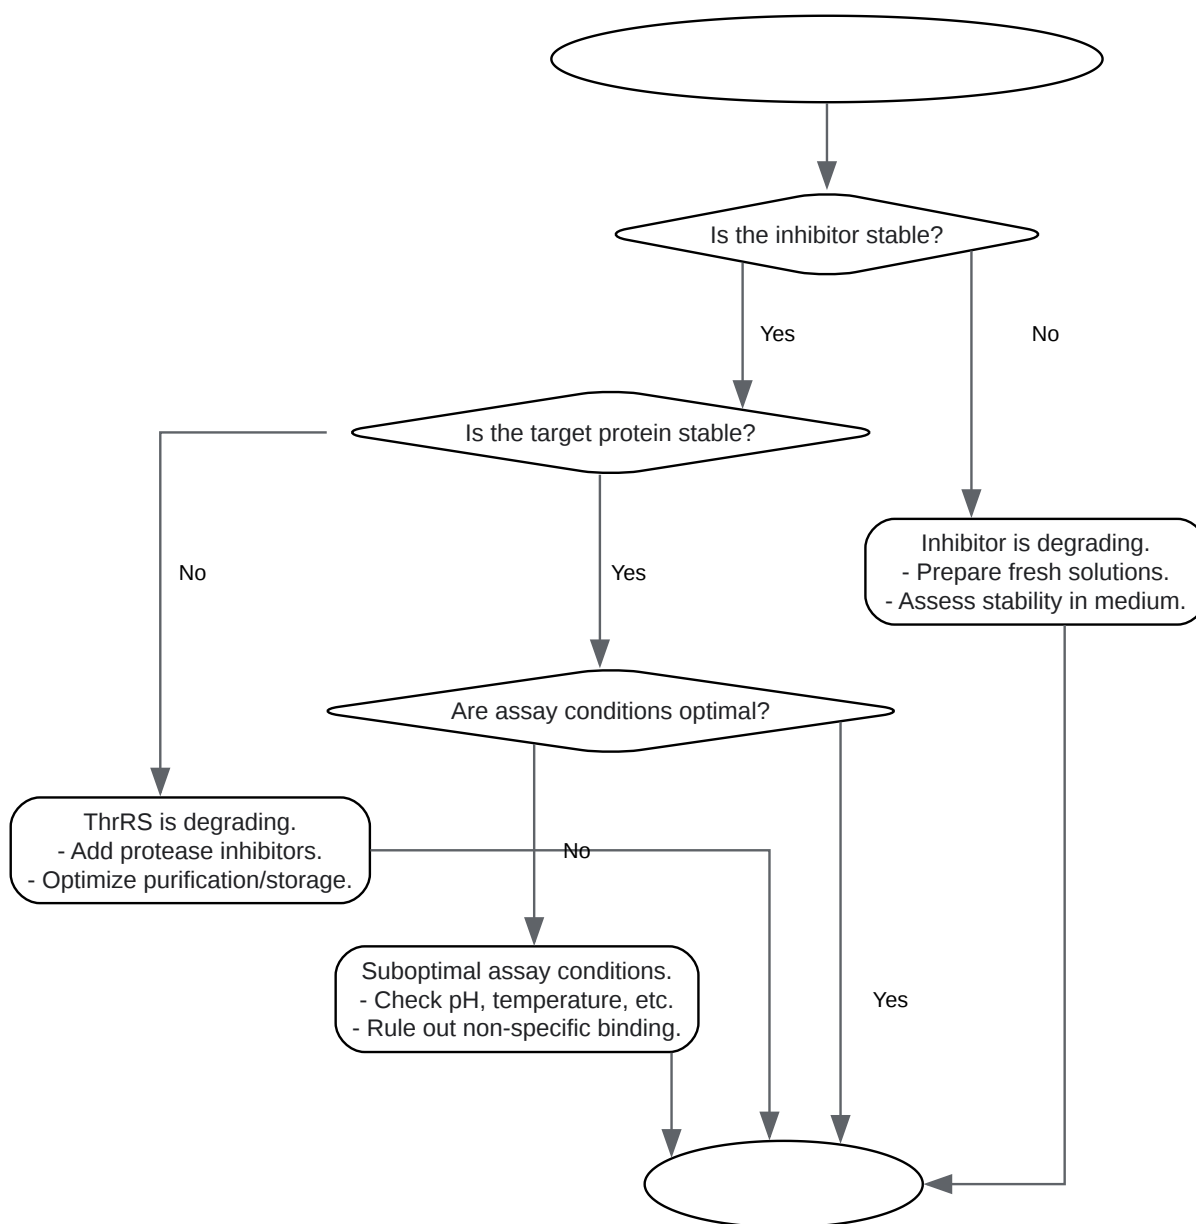 Is the inhibitor stable?
Yes
No
Is the target protein stable?
Inhibitor is degrading.
- Prepare fresh solutions.
- Assess stability in medium.
No
Yes
Are assay conditions optimal?
ThrRS is degrading.
- Add protease inhibitors.
- Optimize purification/storage.
No
Suboptimal assay conditions.
- Check pH, temperature, etc.
- Rule out non-specific binding.
Yes